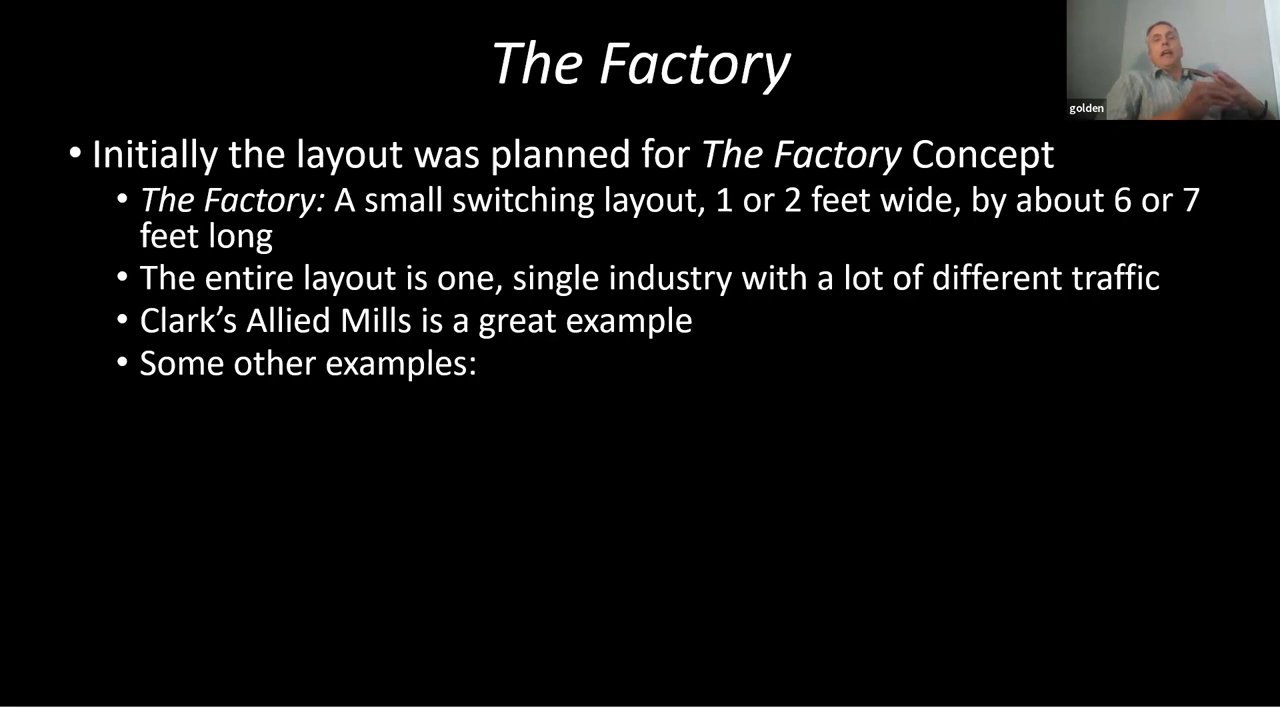 The Factory
golden
• Initially the layout was planned for The Factory Concept
• The Factory: A small switching layout, 1 or 2 feet wide, by about 6 or 7
feet long
• The entire layout is one, single industry with a lot of different traffic
• Clark’s Allied Mills is a great example
• Some other examples: